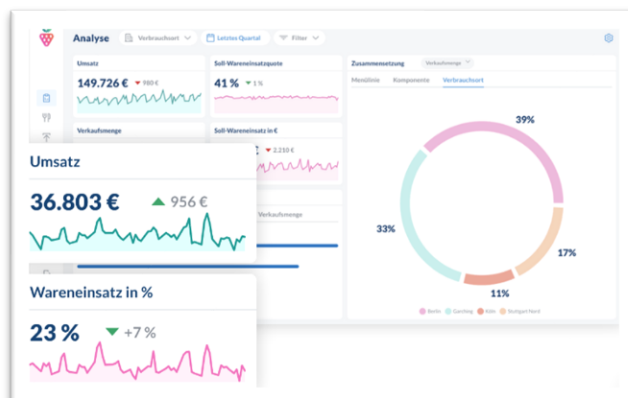 Analyse
Verbrauchsort
Letztes Quartal
Filter
Umsatz
149.726 €
▼ 980 €
Soll-Wareneinsatzquote
41 %
▼ 1 %
Zusammensetzung
Verkaufsmenge
Menülinie
Komponente
Verbrauchsort
Verkaufsmenge
Soll-Wareneinsatz in €
€
▼ 2.210 €
Verkaufsmenge
Umsatz
36.803 €
▲ 956 €
Wareneinsatz in %
23 %
▼ +7 %
39%
33%
17%
11%
Berlin
Garching
Köln
Stuttgart Nord